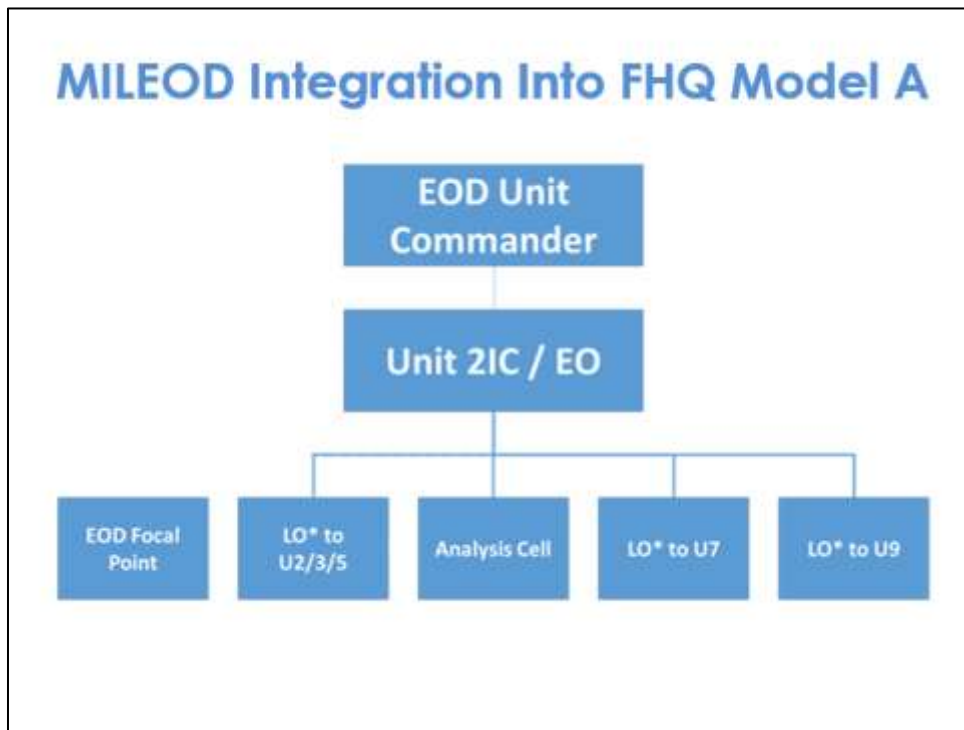 MILEOD Integration Into FHQ Model A
EOD Unit
Commander
Unit 2IC / EO
EOD Focal
Point
LO* to
U2/3/5
Analysis Cell
LO* to U7
LO* to U9